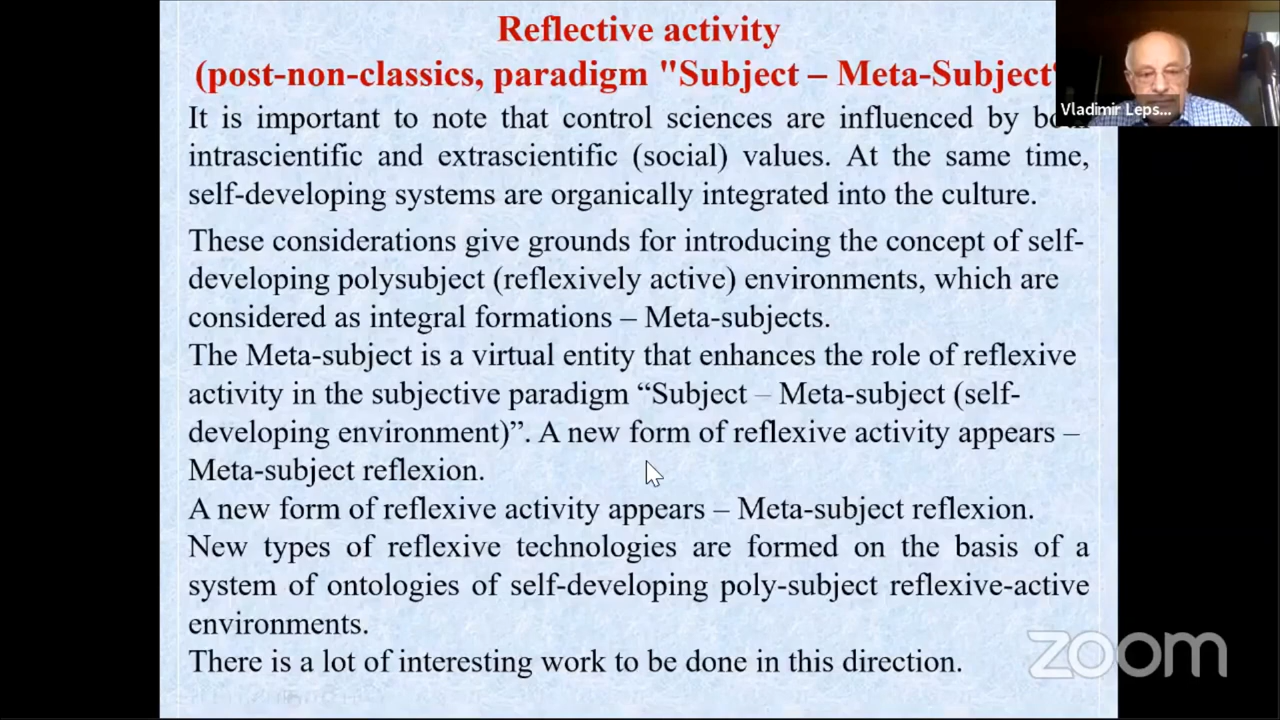 Reflective activity
(post-non-classics, paradigm "Subject – Meta-Subject"
Vladimir Leps...
It is important to note that control sciences are influenced by
intrascientific and extrascientific (social) values. At the same time,
self-developing systems are organically integrated into the culture.
These considerations give grounds for introducing the concept of self-
developing polysubject (reflexively active) environments, which are
considered as integral formations – Meta-subjects.
The Meta-subject is a virtual entity that enhances the role of reflexive
activity in the subjective paradigm “Subject – Meta-subject (self-
developing environment)”. A new form of reflexive activity appears –
Meta-subject reflexion.
A new form of reflexive activity appears – Meta-subject reflexion.
New types of reflexive technologies are formed on the basis of a
system of ontologies of self-developing poly-subject reflexive-active
environments.
There is a lot of interesting work to be done in this direction.
zoom